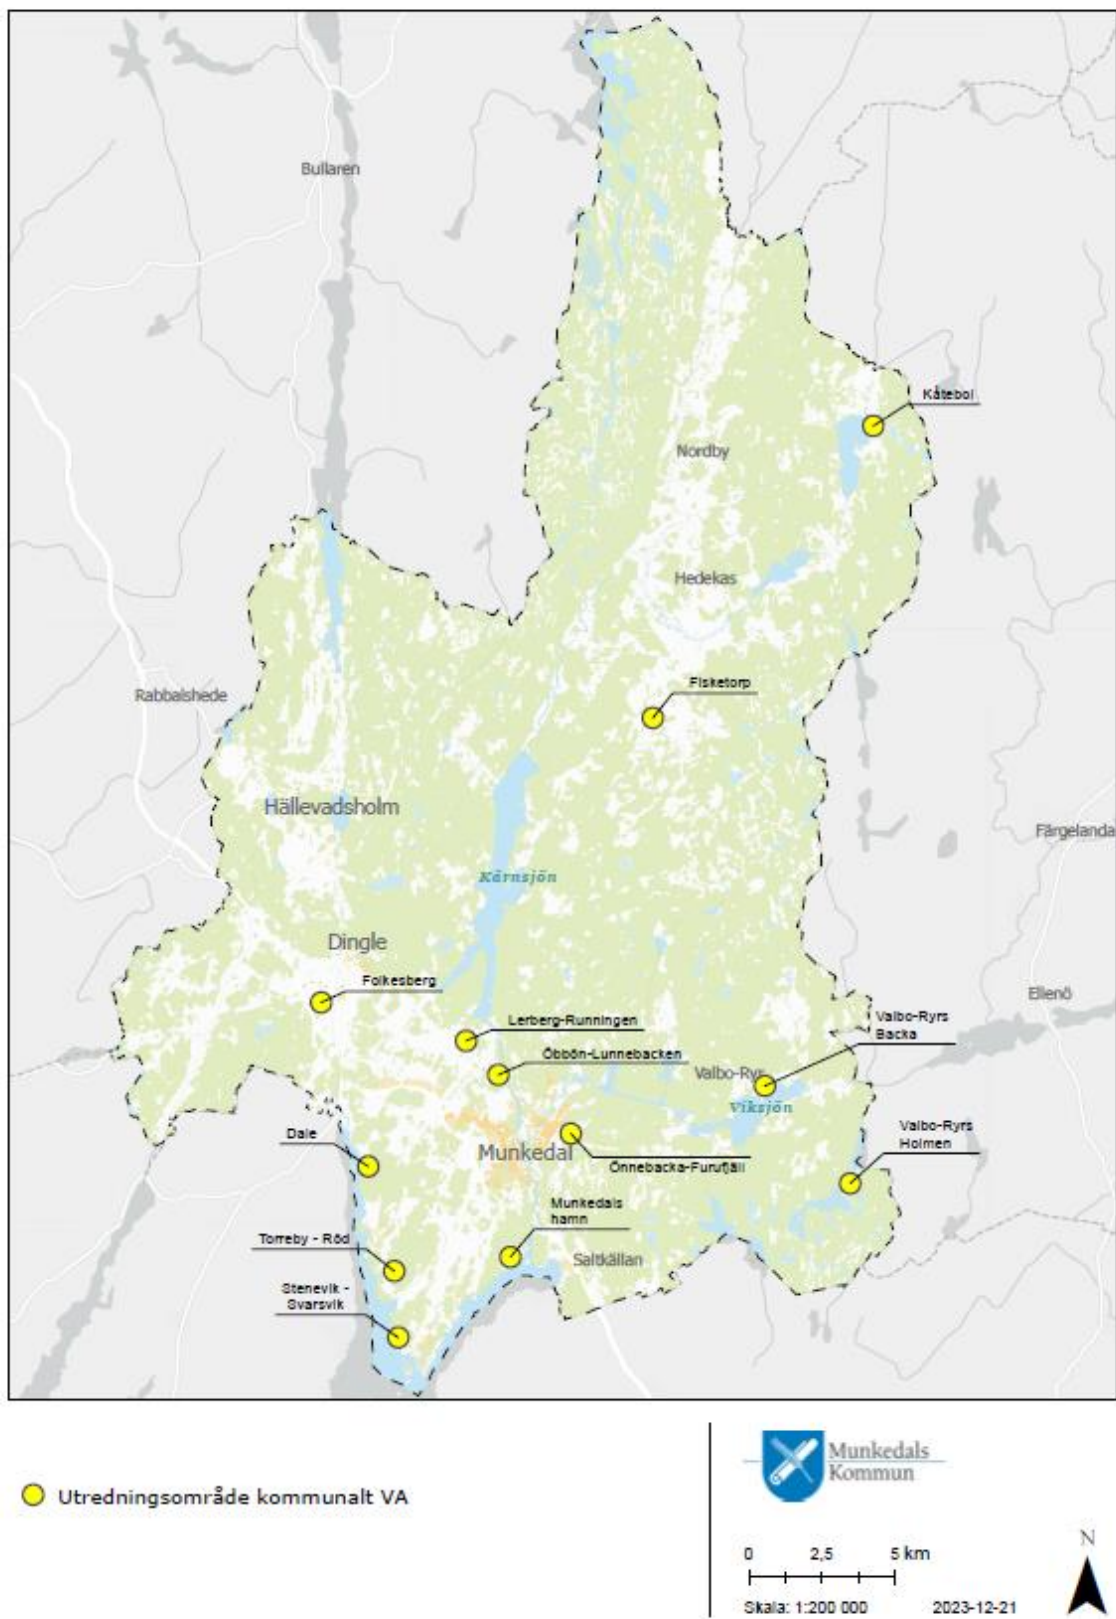 Bullaren
Kåtebol
Nordby
Hedekas
Fisketorp
Rabbalshede
Hällevadsholm
Färgelanda
Kärnsjön
Dingle
Folkesberg
Ellenö
Lerberg-Runningen
Valbo-Ryrs
Backa
Öbbön-Lunnebacken
Valbo-Ryr
Viksjön
Dale
Valbo-Ryrs
Holmen
Munkedal
Önnebacka-Furufjäll
Munkedals
hamn
Torreby - Röd
Saltkällan
Stenevik -
Svarsvik
Utredningsområde kommunalt VA
Munkedals
Kommun
N
0 2,5 5 km
Skala: 1:200 000 2023-12-21